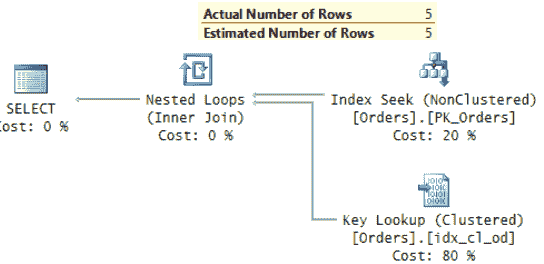 Actual Number of Rows 5
Estimated Number of Rows 5
SELECT
Cost: 0 %
Nested Loops
(Inner Join)
Cost: 0 %
Index Seek (NonClustered)
[Orders].[PK_Orders]
Cost: 20 %
Key Lookup (Clustered)
[Orders].[idx_cl_od]
Cost: 80 %